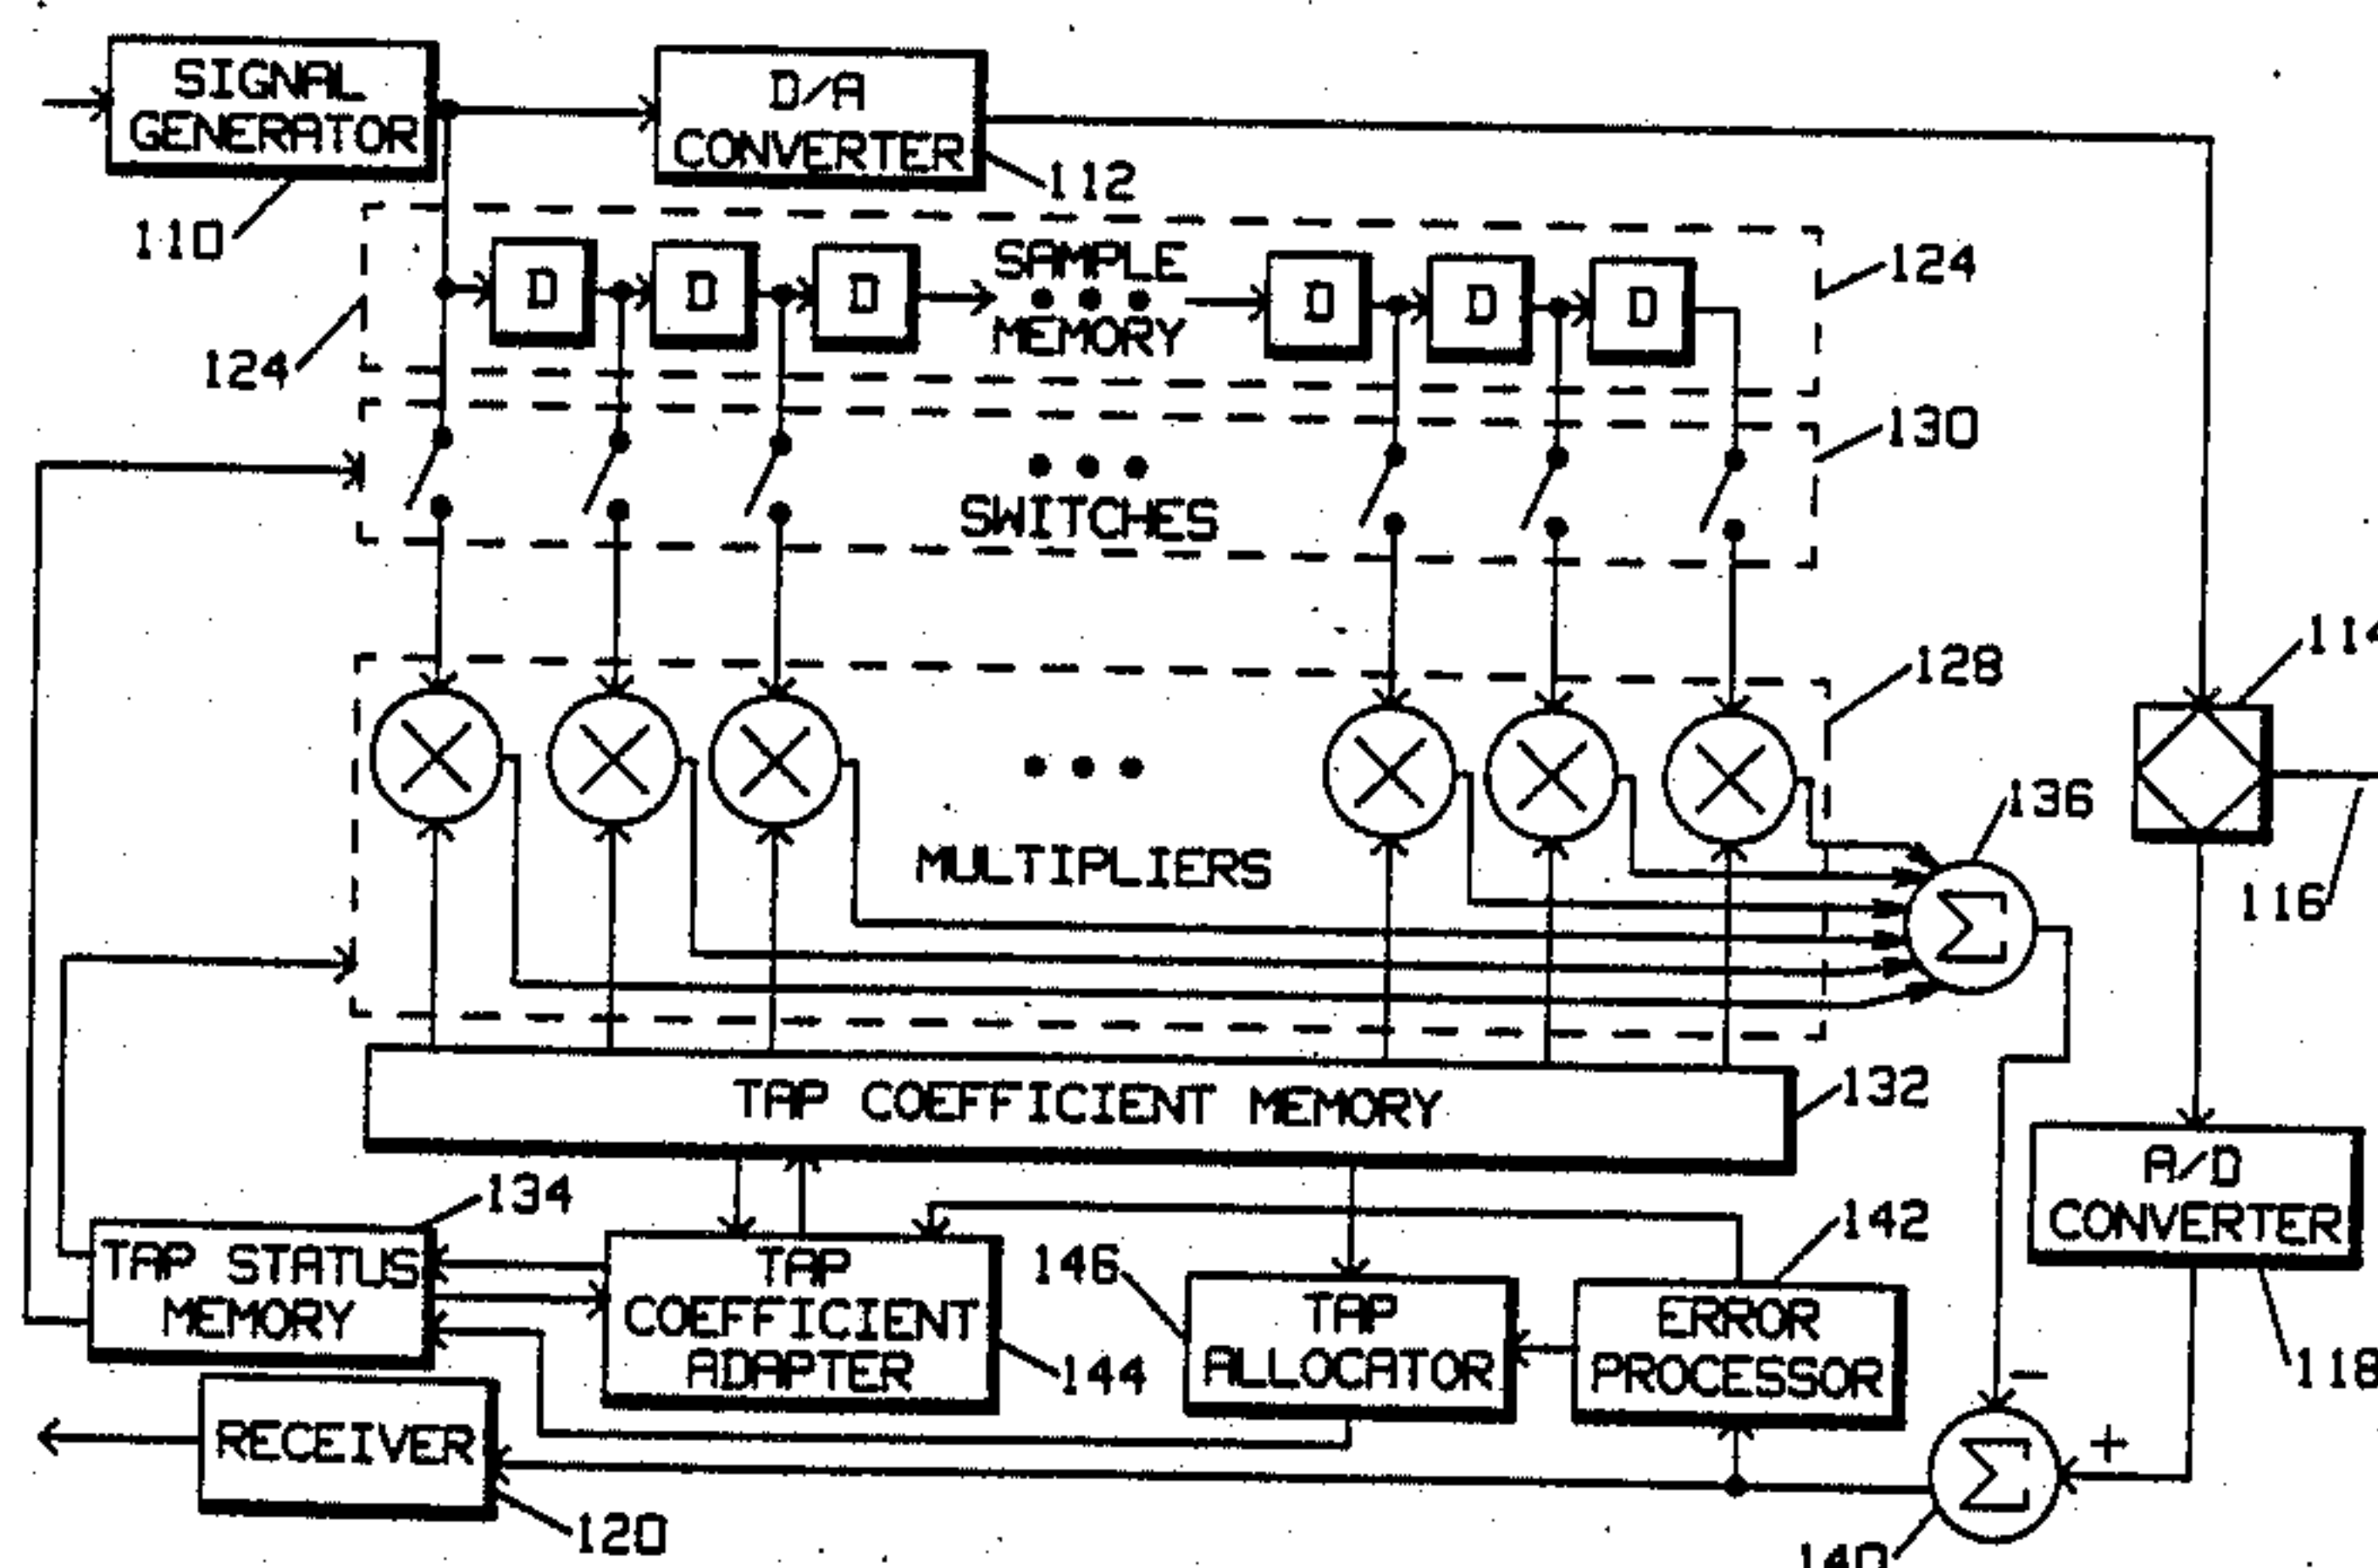 SIGNAL
GENERATOR
D/A
CONVERTER
112
110
D
D
D
SAMPLE
MEMORY
D
D
D
124
124
130
SWITCHES
114
128
136
MULTIPLIERS
116
Σ
TAP COEFFICIENT MEMORY
132
A/D
CONVERTER
134
142
146
TAP STATUS
MEMORY
TAP
COEFFICIENT
ADAPTER
144
TAP
ALLOCATOR
ERROR
PROCESSOR
118
−
+
RECEIVER
Σ
120
140